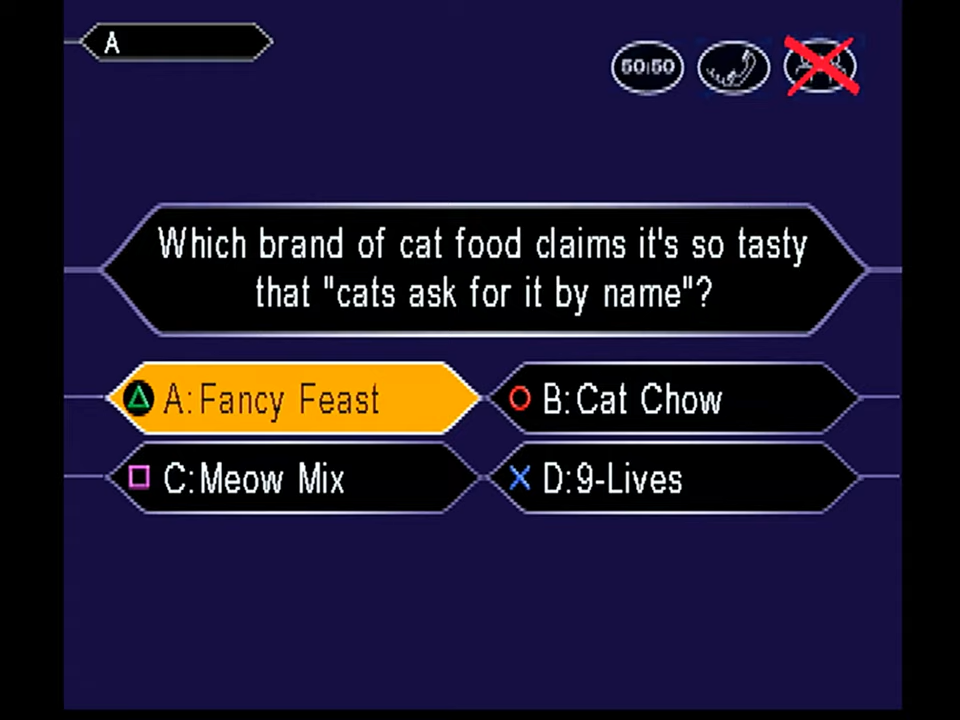 A
50:50
Which brand of cat food claims it's so tasty
that "cats ask for it by name"?
A: Fancy Feast
B: Cat Chow
C: Meow Mix
D: 9-Lives